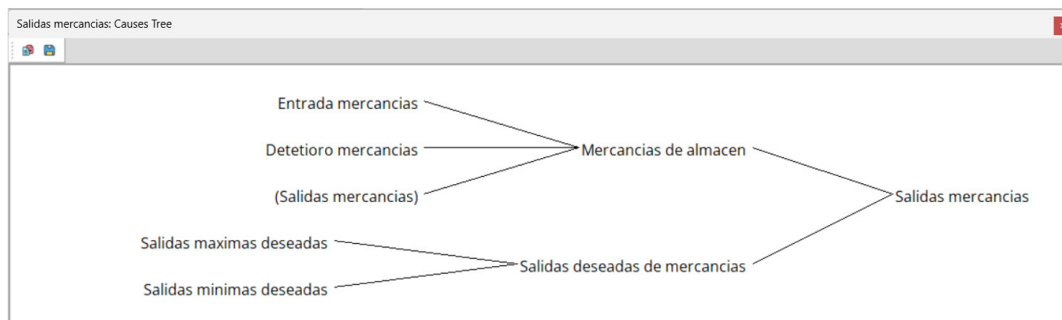 Salidas mercancias: Causes Tree
Entrada mercancias
Detetioro mercancias
Mercancias de almacen
(Salidas mercancias)
Salidas mercancias
Salidas maximas deseadas
Salidas deseadas de mercancias
Salidas minimas deseadas